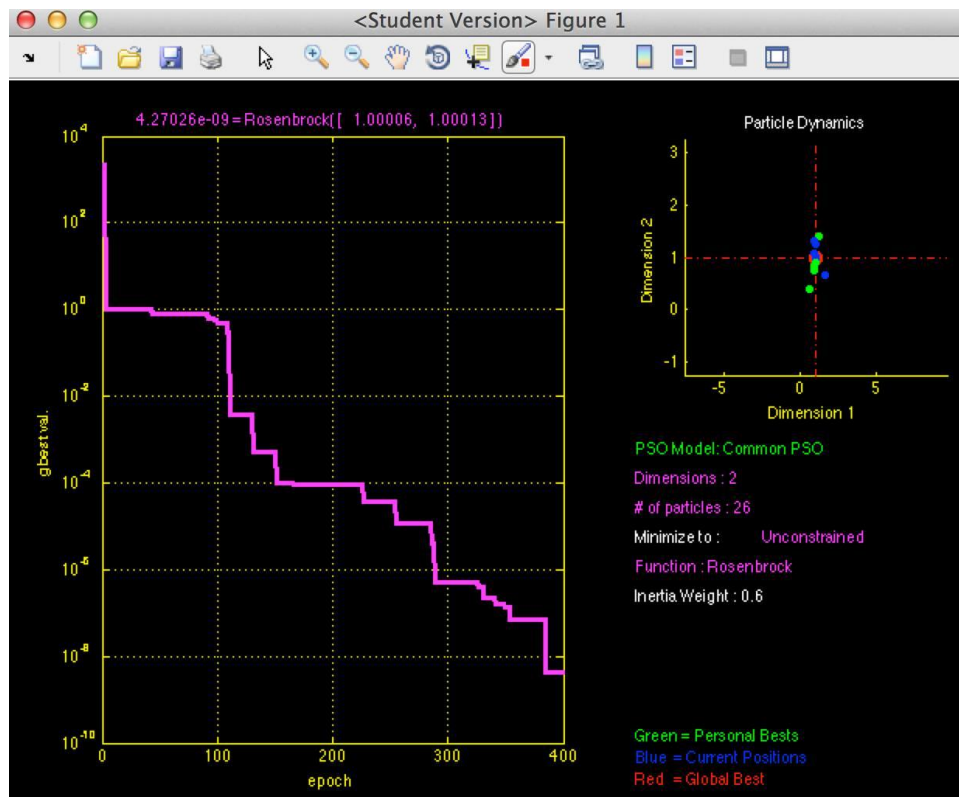 <Student Version> Figure 1
4.27026e-09=Rosenbrock([ 1.00006, 1.00013])
10^4
10^2
10^0
10^-2
10^-4
10^-6
10^-8
10^-10
gbest val.
0 100 200 300 400
epoch
Particle Dynamics
3
2
1
0
-1
Dimension 2
-5 0 5
Dimension 1
PSO Model: Common PSO
Dimensions : 2
# of particles : 26
Minimize to : Unconstrained
Function : Rosenbrock
Inertia Weight : 0.6
Green = Personal Bests
Blue = Current Positions
Red = Global Best